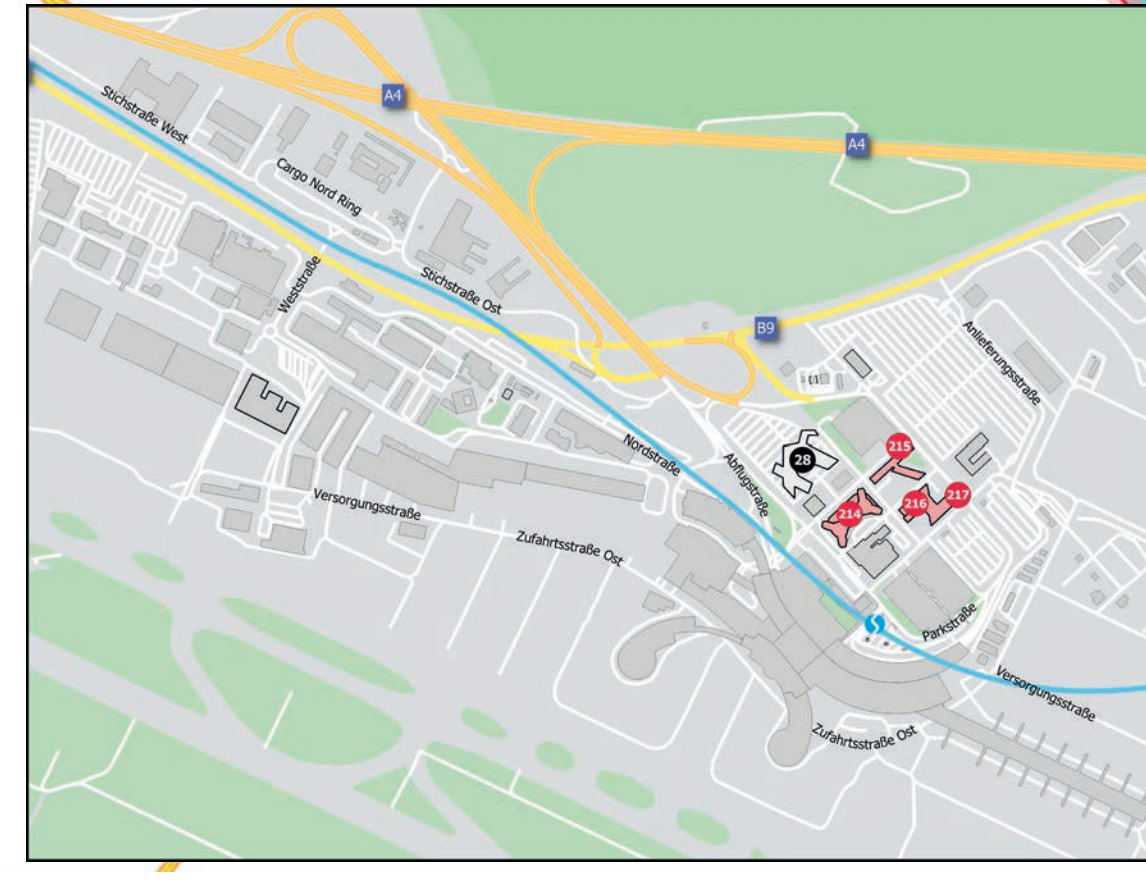 A4
Stichstraße West
A4
Cargo Nord Ring
Stichstraße Ost
Weststraße
B9
Anlieferungsstraße
215
28
Nordstraße
Abflugstraße
217
216
214
Versorgungsstraße
Zufahrtsstraße Ost
Parkstraße
Versorgungsstraße
Zufahrtsstraße Ost